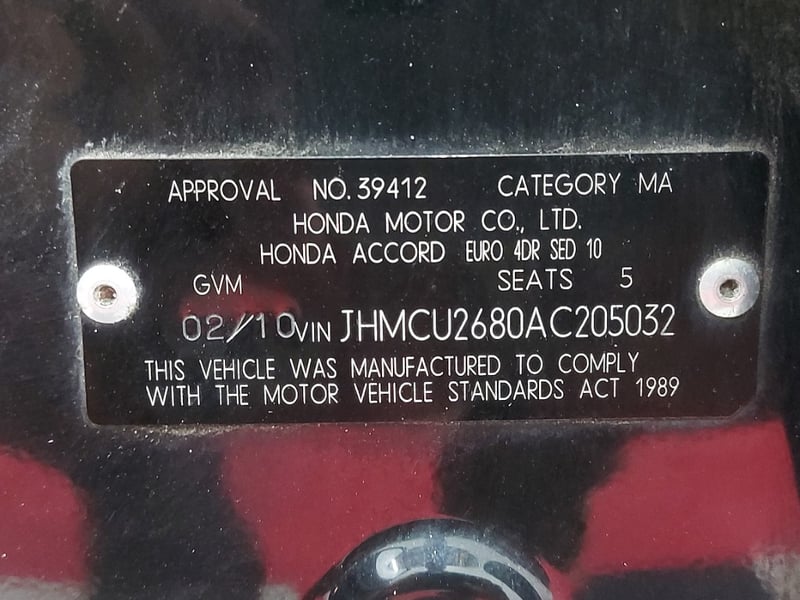 APPROVAL NO. 39412 CATEGORY MA
HONDA MOTOR CO., LTD.
HONDA ACCORD EURO 4DR SED 10
GVM SEATS 5
02/10 VIN JHMCU2680AC205032
THIS VEHICLE WAS MANUFACTURED TO COMPLY
WITH THE MOTOR VEHICLE STANDARDS ACT 1989